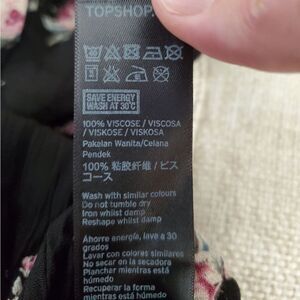 TOPSHOP.
SAVE ENERGY
WASH AT 30°C
100% VISCOSE / VISCOSA
/ VISKOSE / VISKOSA
Pakaian Wanita/Celana
Pendek
100% 粘胶纤维 / ビス
コース
Wash with similar colours
Do not tumble dry
Iron whilst damp
Reshape whilst damp
Ahorre energía, lave a 30
grados
Lavar con colores similares
No secar en la secadora
Planchar mientras está
húmedo
Recuperar la forma
mientras está húmedo